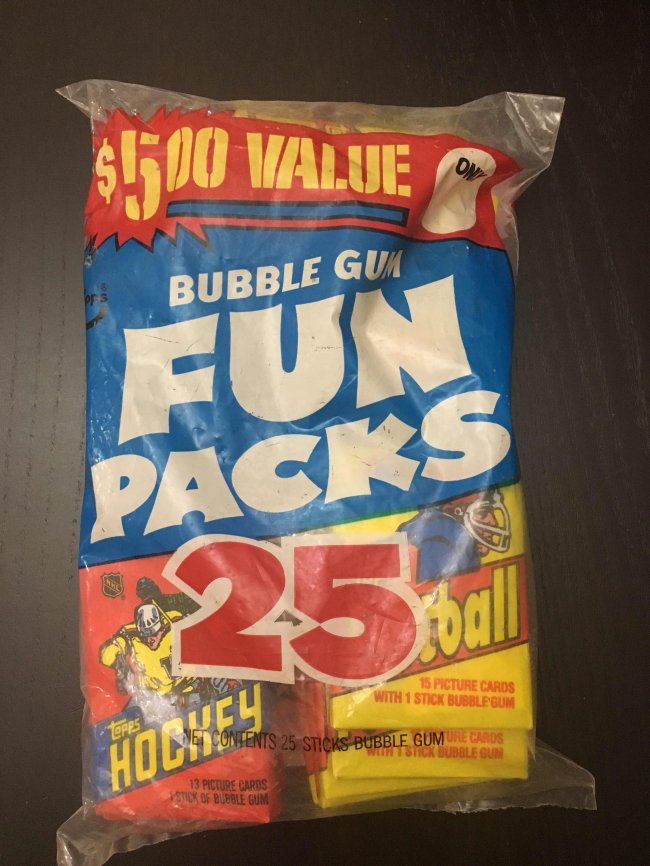 $5.00 VALUE
ONLY
BUBBLE GUM
FUN
PACKS
25
NHL
topps
HOCKEY
13 PICTURE CARDS
1 STICK OF BUBBLE GUM
ball
15 PICTURE CARDS
WITH 1 STICK BUBBLE GUM
NET CONTENTS 25 STICKS BUBBLE GUM
CARDS
WITH 1 STICK BUBBLE GUM